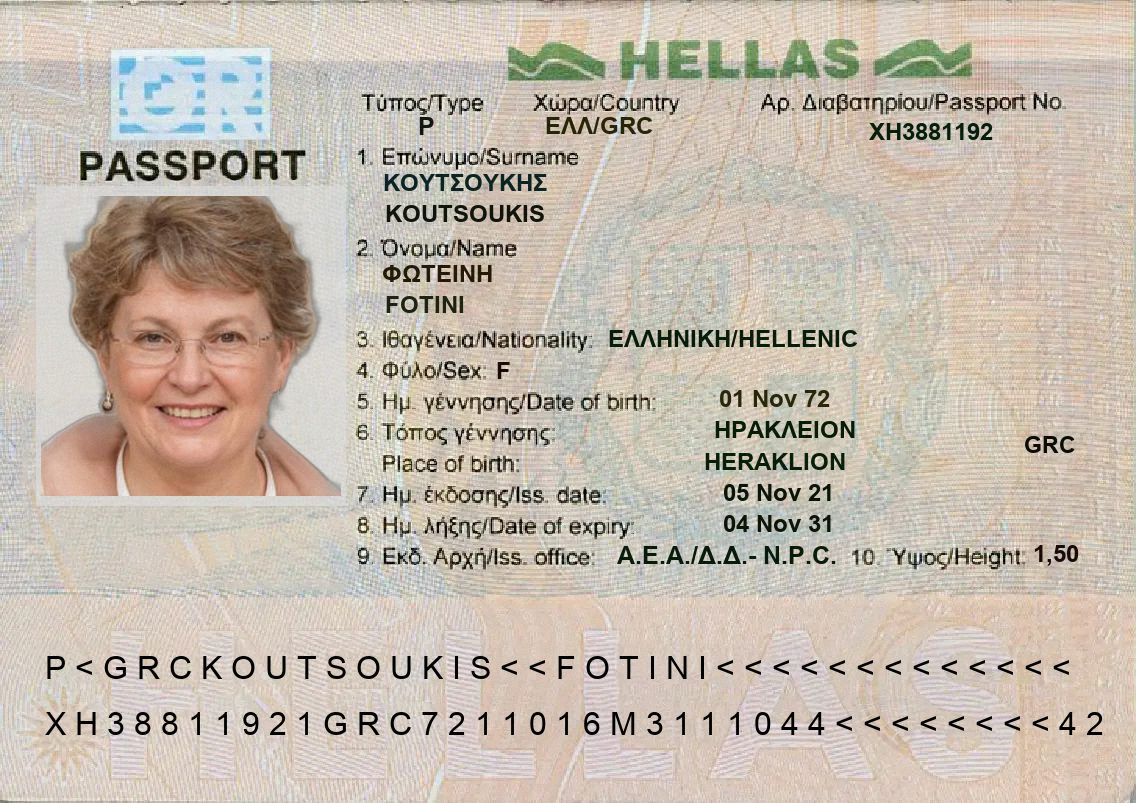 GR
HELLAS
PASSPORT
Τύπος/Type Χώρα/Country Αρ. Διαβατηρίου/Passport No.
P ΕΛΛ/GRC XH3881192
1. Επώνυμο/Surname
ΚΟΥΤΣΟΥΚΗΣ
KOUTSOUKIS
2. Όνομα/Name
ΦΩΤΕΙΝΗ
FOTINI
3. Ιθαγένεια/Nationality: ΕΛΛΗΝΙΚΗ/HELLENIC
4. Φύλο/Sex: F
5. Ημ. γέννησης/Date of birth: 01 Nov 72
6. Τόπος γέννησης: ΗΡΑΚΛΕΙΟΝ
GRC
Place of birth: HERAKLION
7. Ημ. έκδοσης/Iss. date: 05 Nov 21
8. Ημ. λήξης/Date of expiry: 04 Nov 31
9 Εκδ. Αρχή/Iss. office: Α.Ε.Α./Δ.Δ.- N.P.C. 10. Ύψος/Height: 1,50
HELLAS
P<GRCKOUTSOUKIS<<FOTINI<<<<<<<<<<<<<
XH38811921GRC7211016M3111044<<<<<<<<42